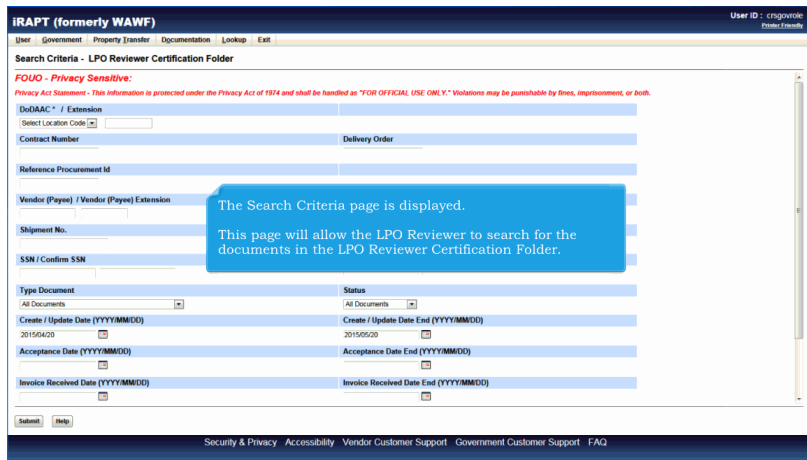 iRAPT (formerly WAWF)
User ID : crsgovrole
Printer Friendly
User Government Property Transfer Documentation Lookup Exit
Search Criteria - LPO Reviewer Certification Folder
FOUO - Privacy Sensitive:
Privacy Act Statement - This information is protected under the Privacy Act of 1974 and shall be handled as "FOR OFFICIAL USE ONLY." Violations may be punishable by fines, imprisonment, or both.
DoDAAC * / Extension
Select Location Code
Contract Number Delivery Order
Reference Procurement Id
Vendor (Payee) / Vendor (Payee) Extension
Shipment No.
SSN / Confirm SSN
The Search Criteria page is displayed.
This page will allow the LPO Reviewer to search for the
documents in the LPO Reviewer Certification Folder.
Type Document Status
All Documents All Documents
Create / Update Date (YYYY/MM/DD) Create / Update Date End (YYYY/MM/DD)
2015/04/20 2015/05/20
Acceptance Date (YYYY/MM/DD) Acceptance Date End (YYYY/MM/DD)
Invoice Received Date (YYYY/MM/DD) Invoice Received Date End (YYYY/MM/DD)
Submit Help
Security & Privacy Accessibility Vendor Customer Support Government Customer Support FAQ